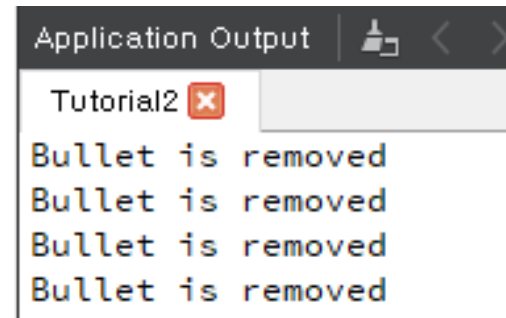 Application Output
Tutorial2
Bullet is removed
Bullet is removed
Bullet is removed
Bullet is removed